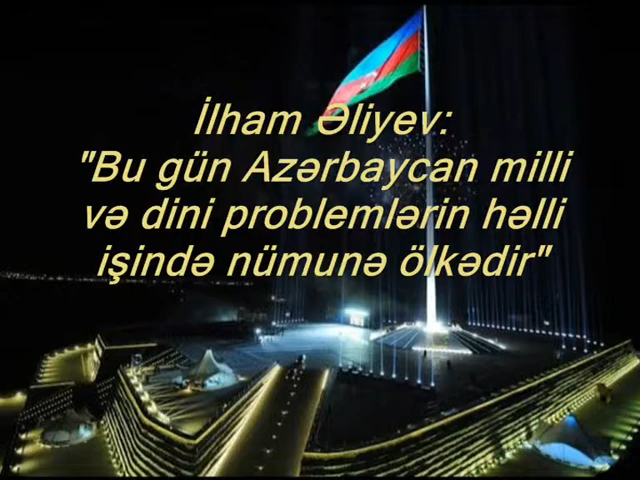 İlham Əliyev:
"Bu gün Azərbaycan milli
və dini problemlərin həlli
işində nümunə ölkədir"